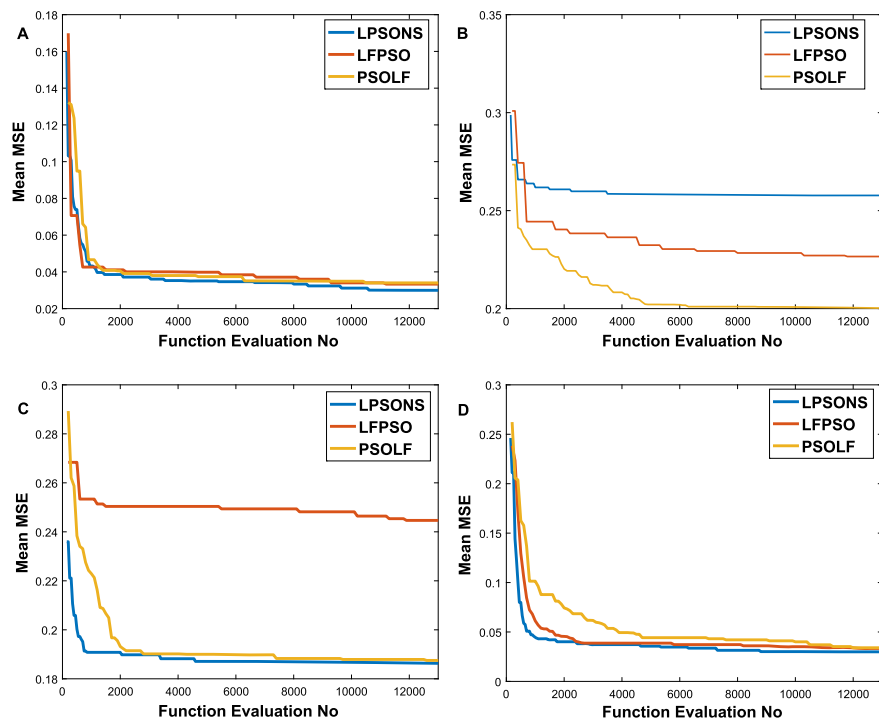 A
0.18
0.16
0.14
0.12
0.1
0.08
0.06
0.04
0.02
Mean MSE
LPSONS
LFPSO
PSOLF
0 2000 4000 6000 8000 10000 12000
Function Evaluation No
B
0.35
0.3
0.25
0.2
Mean MSE
LPSONS
LFPSO
PSOLF
0 2000 4000 6000 8000 10000 12000
Function Evaluation No
C
0.3
0.28
0.26
0.24
0.22
0.2
0.18
Mean MSE
LPSONS
LFPSO
PSOLF
0 2000 4000 6000 8000 10000 12000
Function Evaluation No
D
0.3
0.25
0.2
0.15
0.1
0.05
0
Mean MSE
LPSONS
LFPSO
PSOLF
0 2000 4000 6000 8000 10000 12000
Function Evaluation No